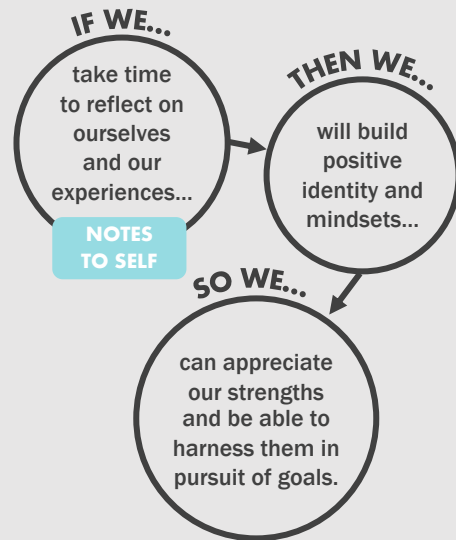 IF WE...
take time
to reflect on
ourselves
and our
experiences...
NOTES
TO SELF
THEN WE...
will build
positive
identity and
mindsets...
SO WE...
can appreciate
our strengths
and be able to
harness them in
pursuit of goals.